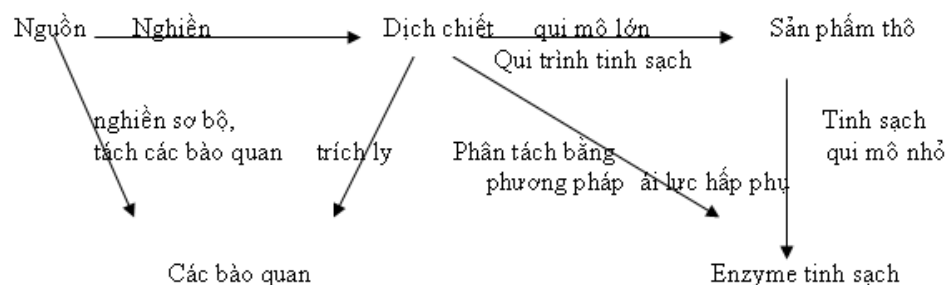 Nguồn Nghiền Dịch chiết qui mô lớn Sản phẩm thô
Qui trình tinh sạch
nghiền sơ bộ, Tinh sạch
tách các bào quan trích ly Phân tách bằng qui mô nhỏ
phương pháp ái lực hấp phụ
Các bào quan Enzyme tinh sạch